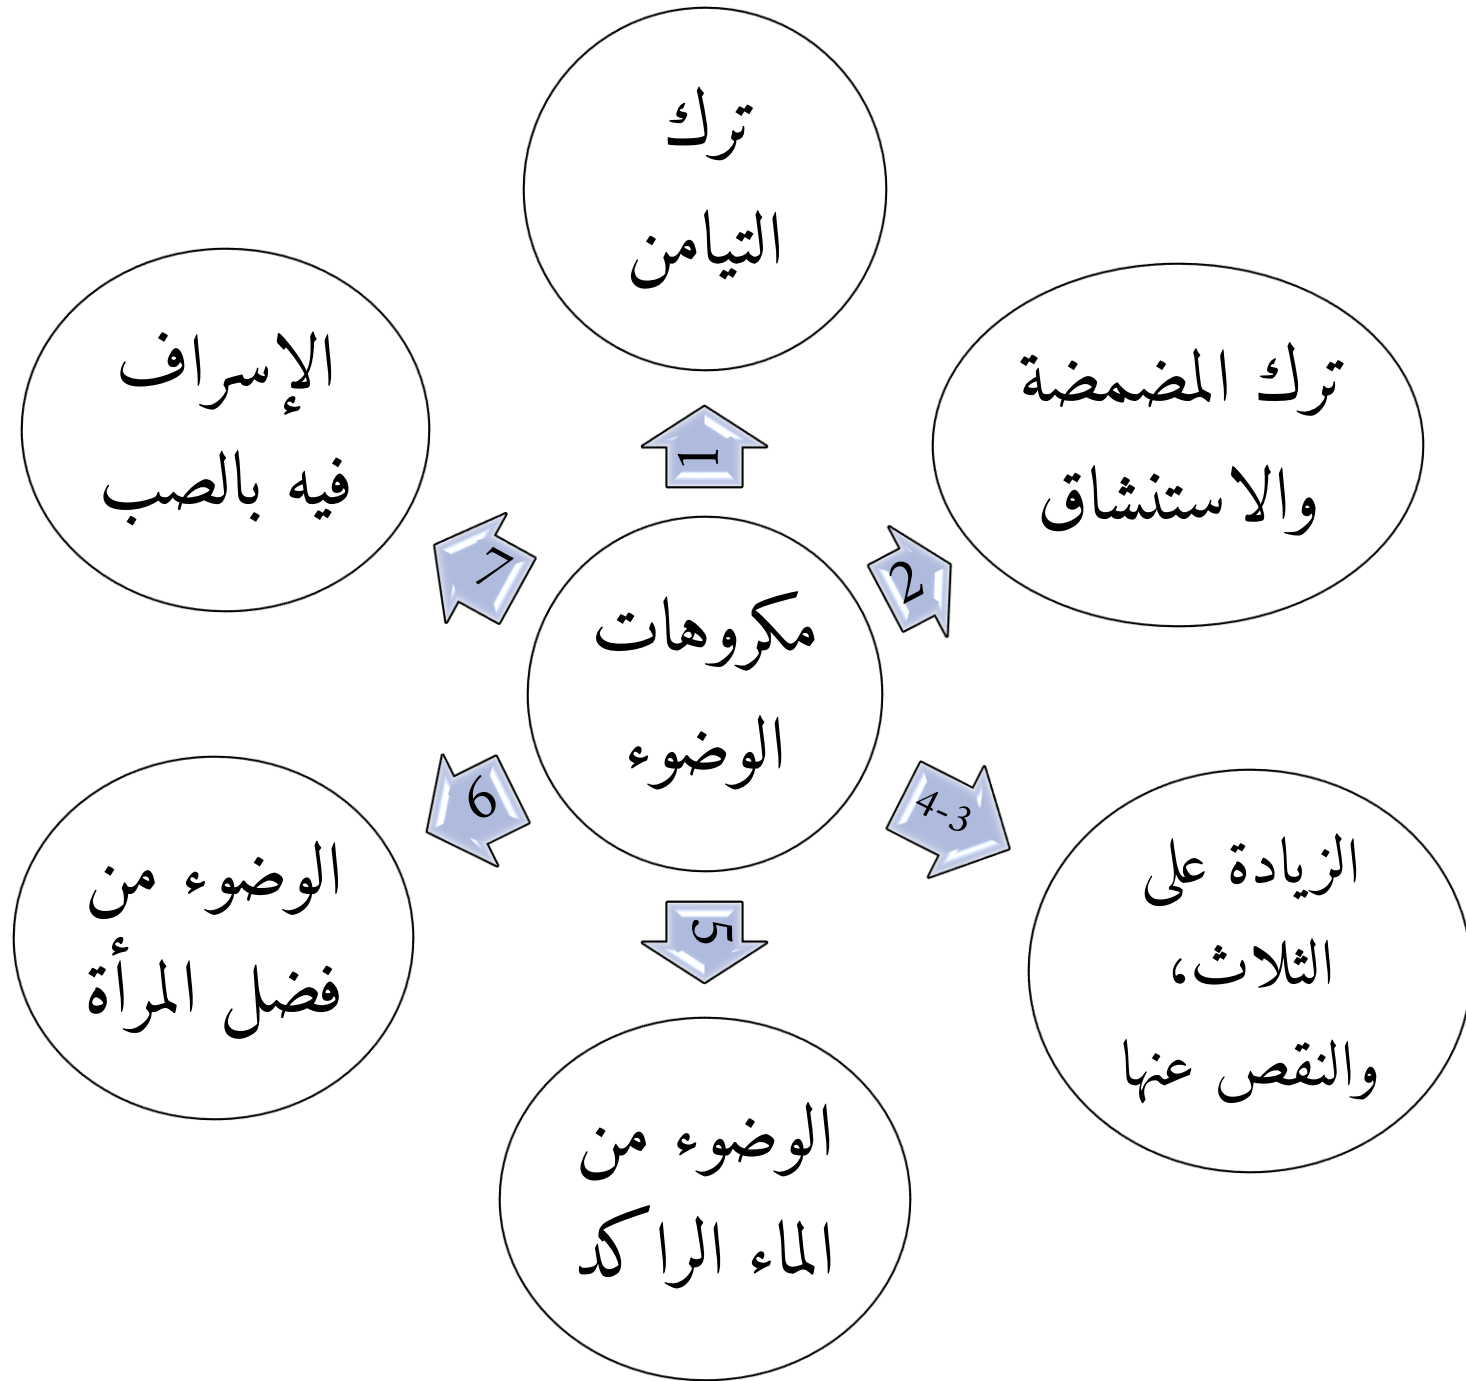 مكروهات
الوضوء
1
ترك
التيامن
2
ترك المضمضة
والاستنشاق
4-3
الزيادة على
الثلاث،
والنقص عنها
5
الوضوء من
الماء الراكد
6
الوضوء من
فضل المرأة
7
الإسراف
فيه بالصب